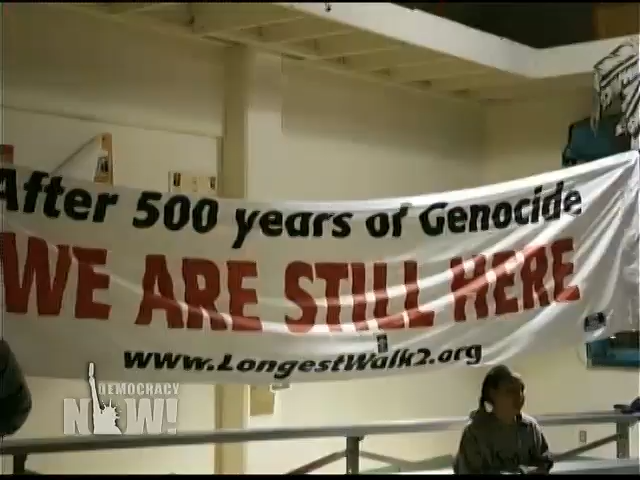 After 500 years of Genocide
WE ARE STILL HERE
www.LongestWalk2.org
DEMOCRACY
NOW!